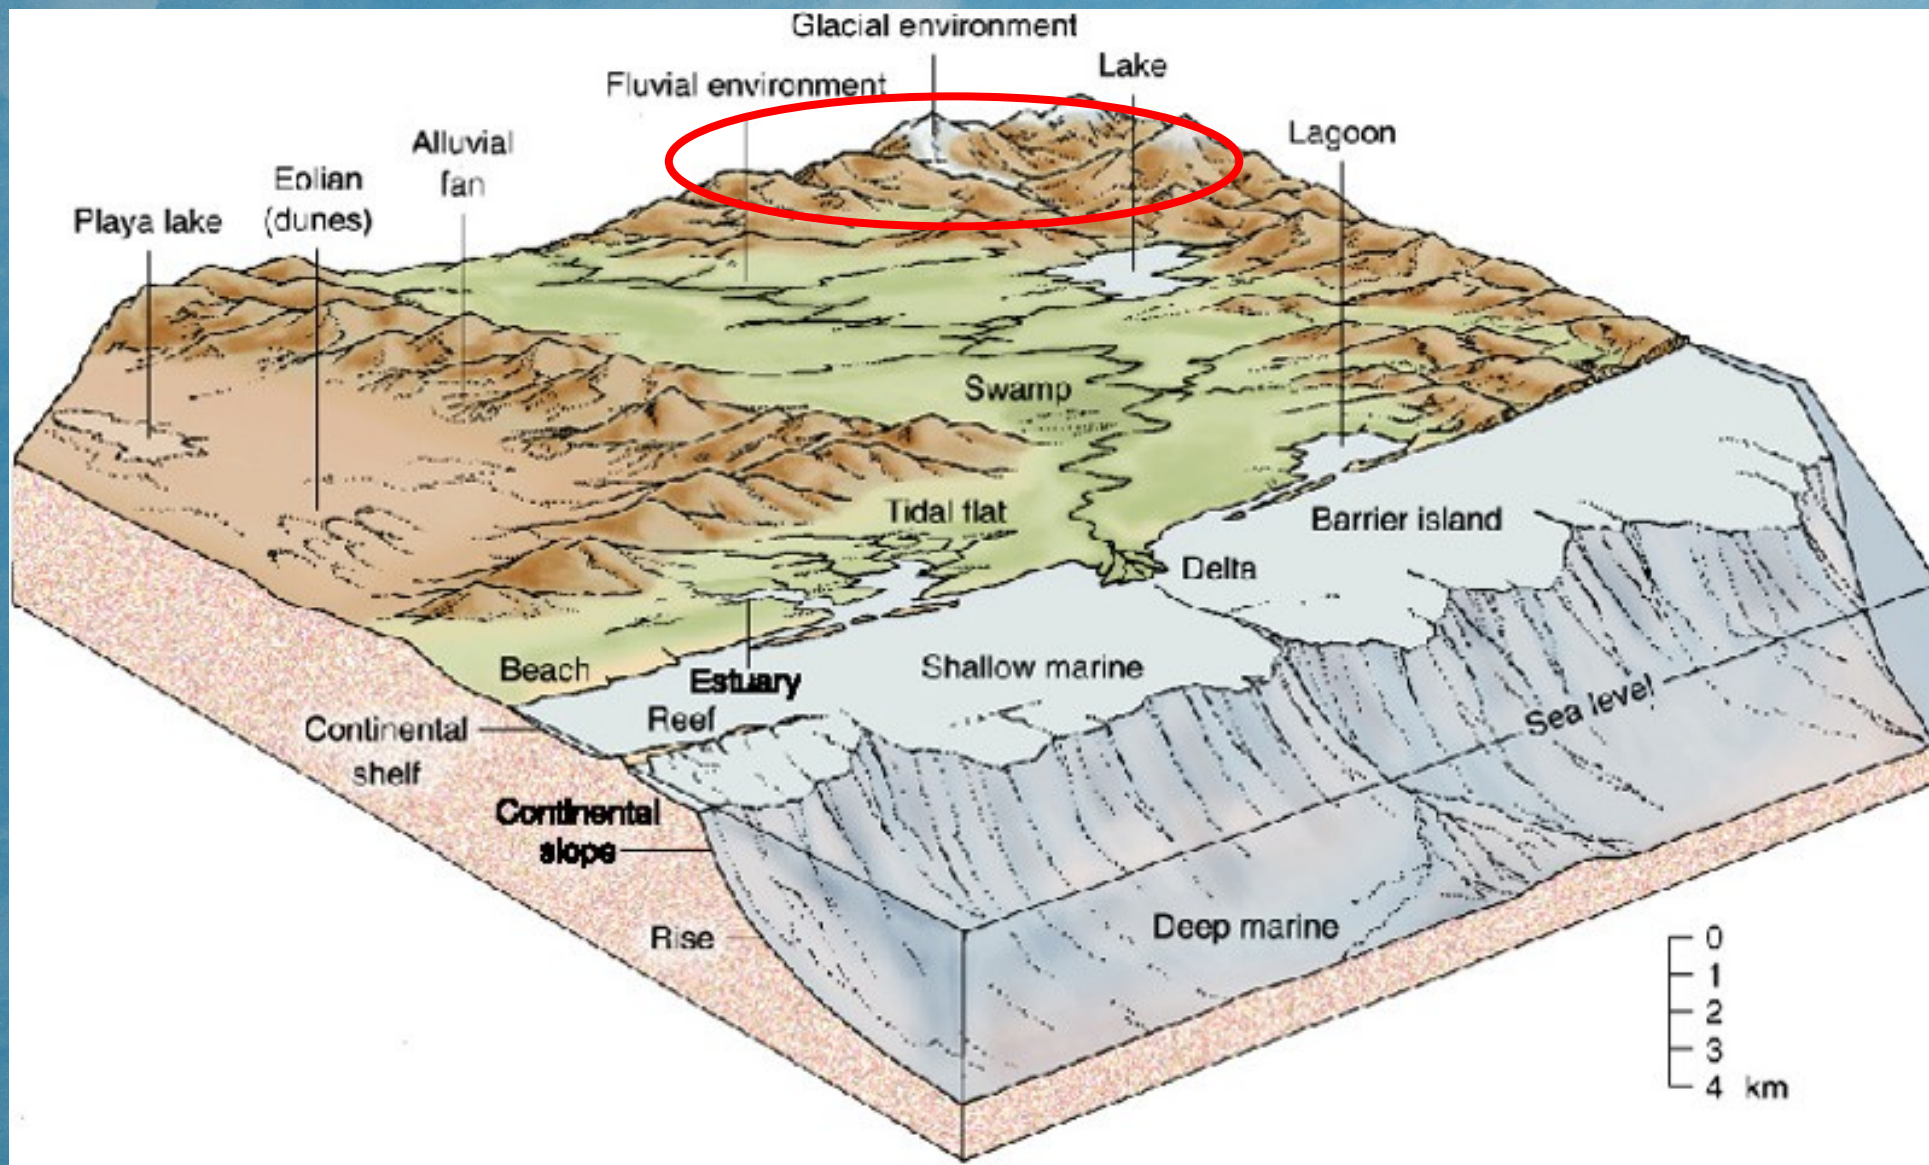 Glacial environment
Lake
Fluvial environment
Lagoon
Alluvial
fan
Eolian
(dunes)
Playa lake
Swamp
Tidal flat
Barrier island
Delta
Beach
Estuary
Shallow marine
Reef
Sea level
Continental
shelf
Continental
slope
Rise
Deep marine
0
1
2
3
4 km